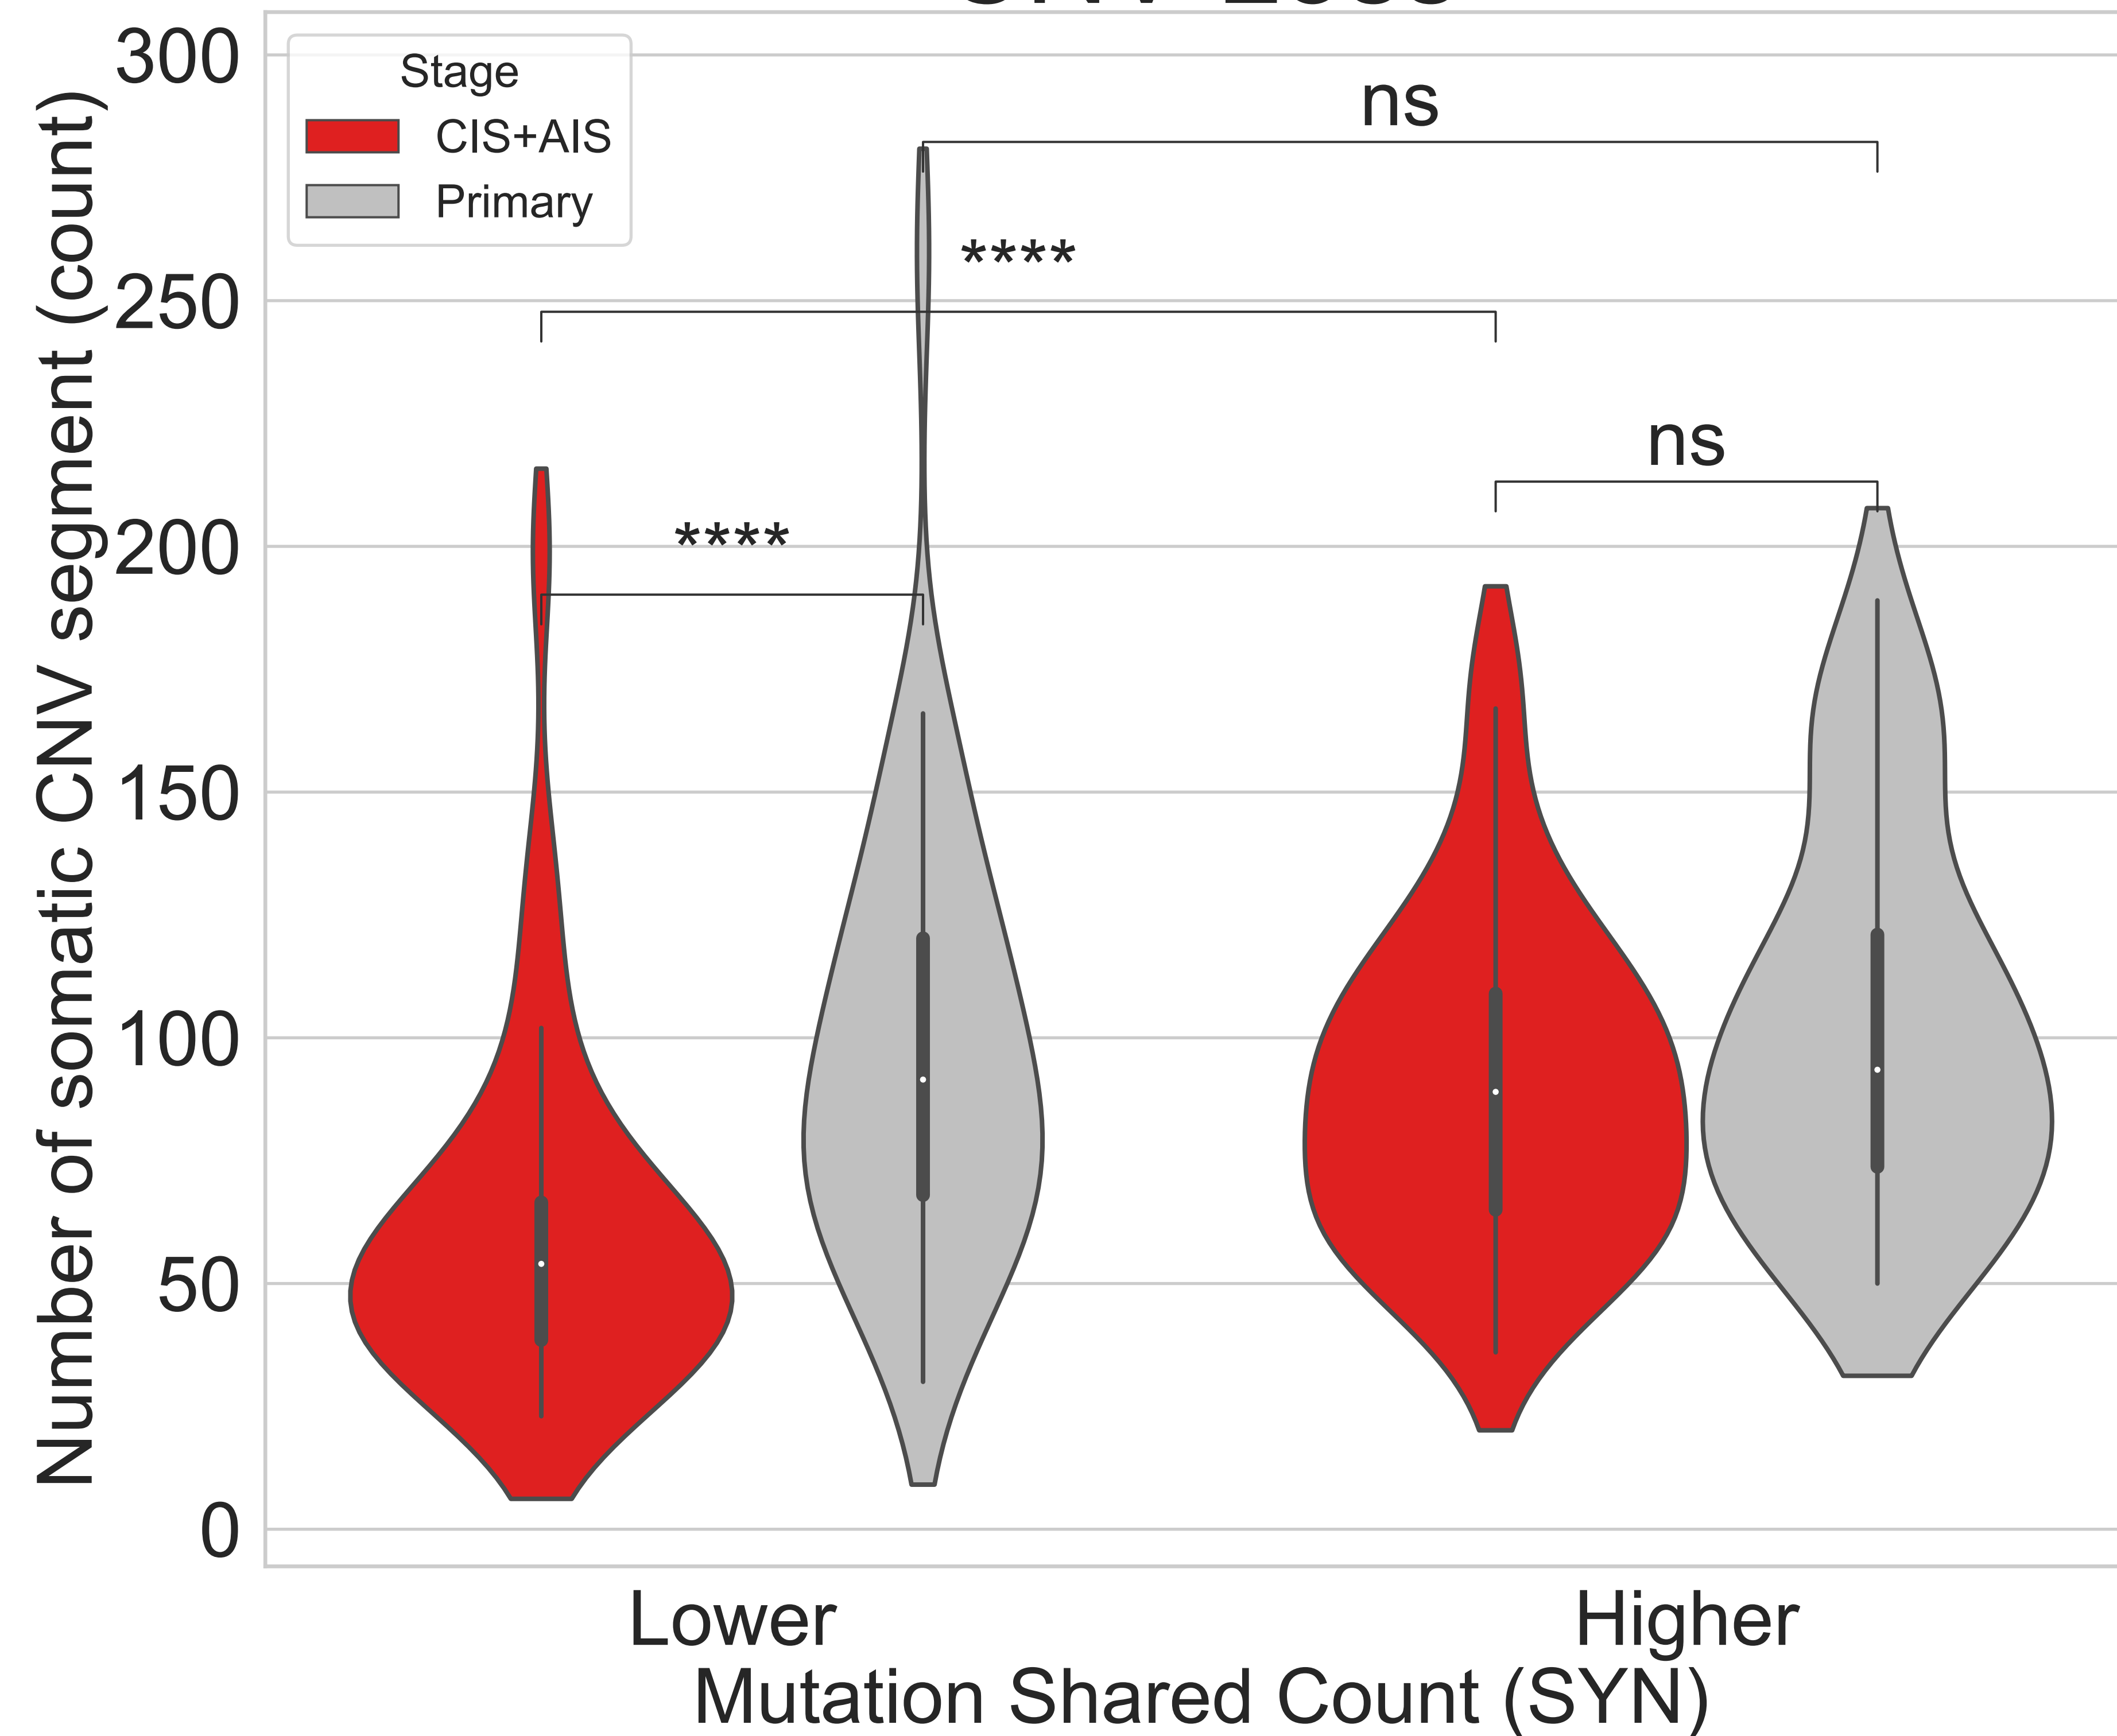 300
250
200
150
100
50
0
Number of somatic CNV segment (count)
Stage
CIS+AIS
Primary
ns
****
ns
****
Lower
Higher
Mutation Shared Count (SYN)